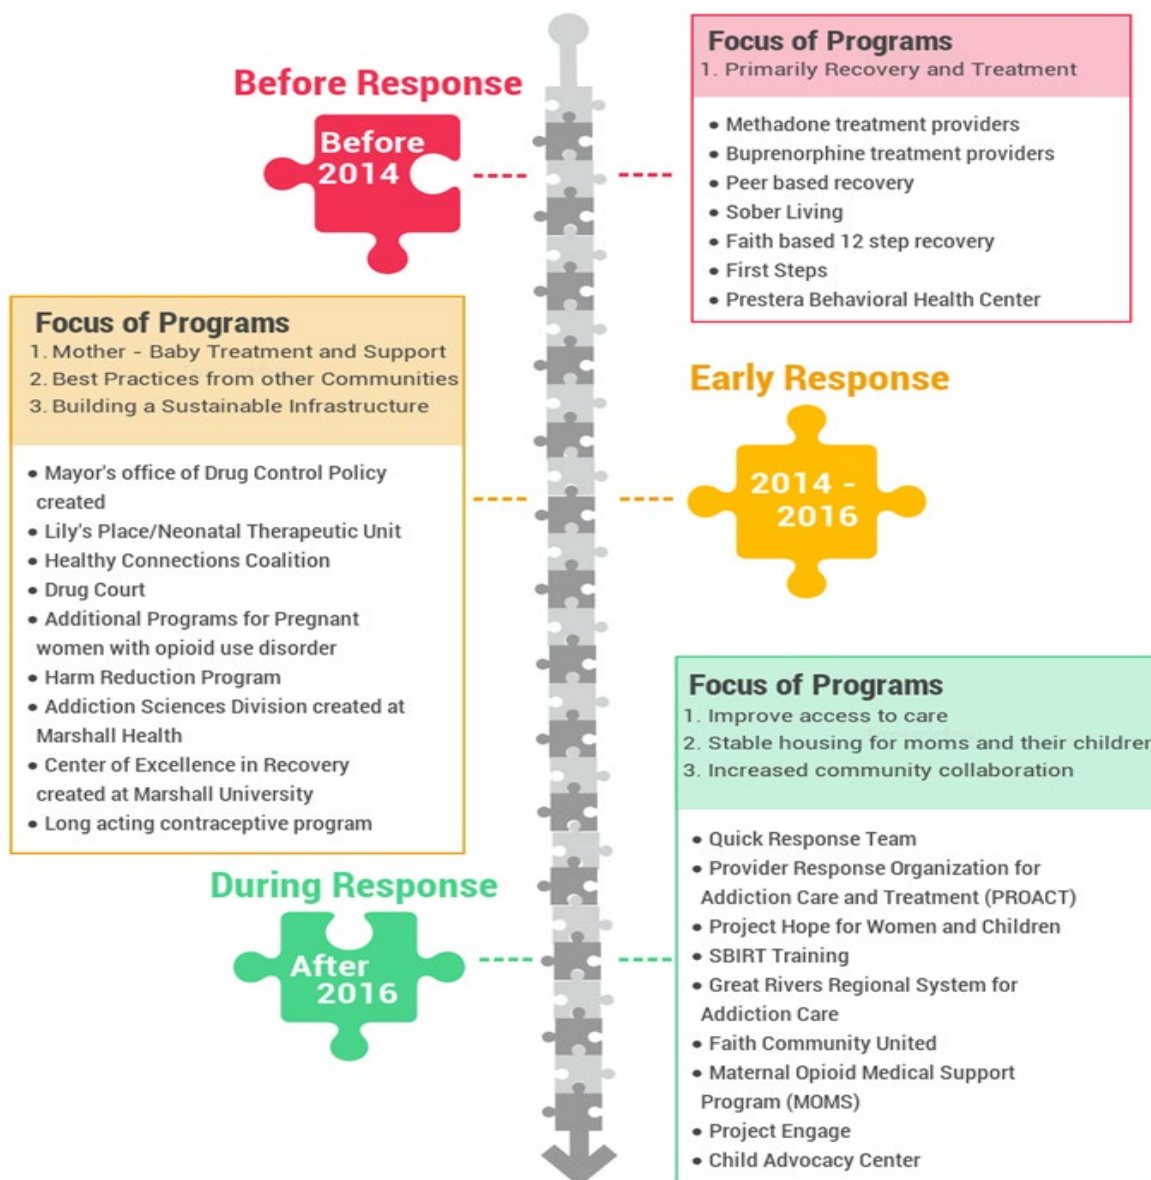 Before Response
Before
2014
Focus of Programs
1. Primarily Recovery and Treatment
• Methadone treatment providers
• Buprenorphine treatment providers
• Peer based recovery
• Sober Living
• Faith based 12 step recovery
• First Steps
• Prestera Behavioral Health Center
Early Response
2014 -
2016
Focus of Programs
1. Mother - Baby Treatment and Support
2. Best Practices from other Communities
3. Building a Sustainable Infrastructure
• Mayor's office of Drug Control Policy
created
• Lily's Place/Neonatal Therapeutic Unit
• Healthy Connections Coalition
• Drug Court
• Additional Programs for Pregnant
women with opioid use disorder
• Harm Reduction Program
• Addiction Sciences Division created at
Marshall Health
• Center of Excellence in Recovery
created at Marshall University
• Long acting contraceptive program
During Response
After
2016
Focus of Programs
1. Improve access to care
2. Stable housing for moms and their children
3. Increased community collaboration
• Quick Response Team
• Provider Response Organization for
Addiction Care and Treatment (PROACT)
• Project Hope for Women and Children
• SBIRT Training
• Great Rivers Regional System for
Addiction Care
• Faith Community United
• Maternal Opioid Medical Support
Program (MOMS)
• Project Engage
• Child Advocacy Center